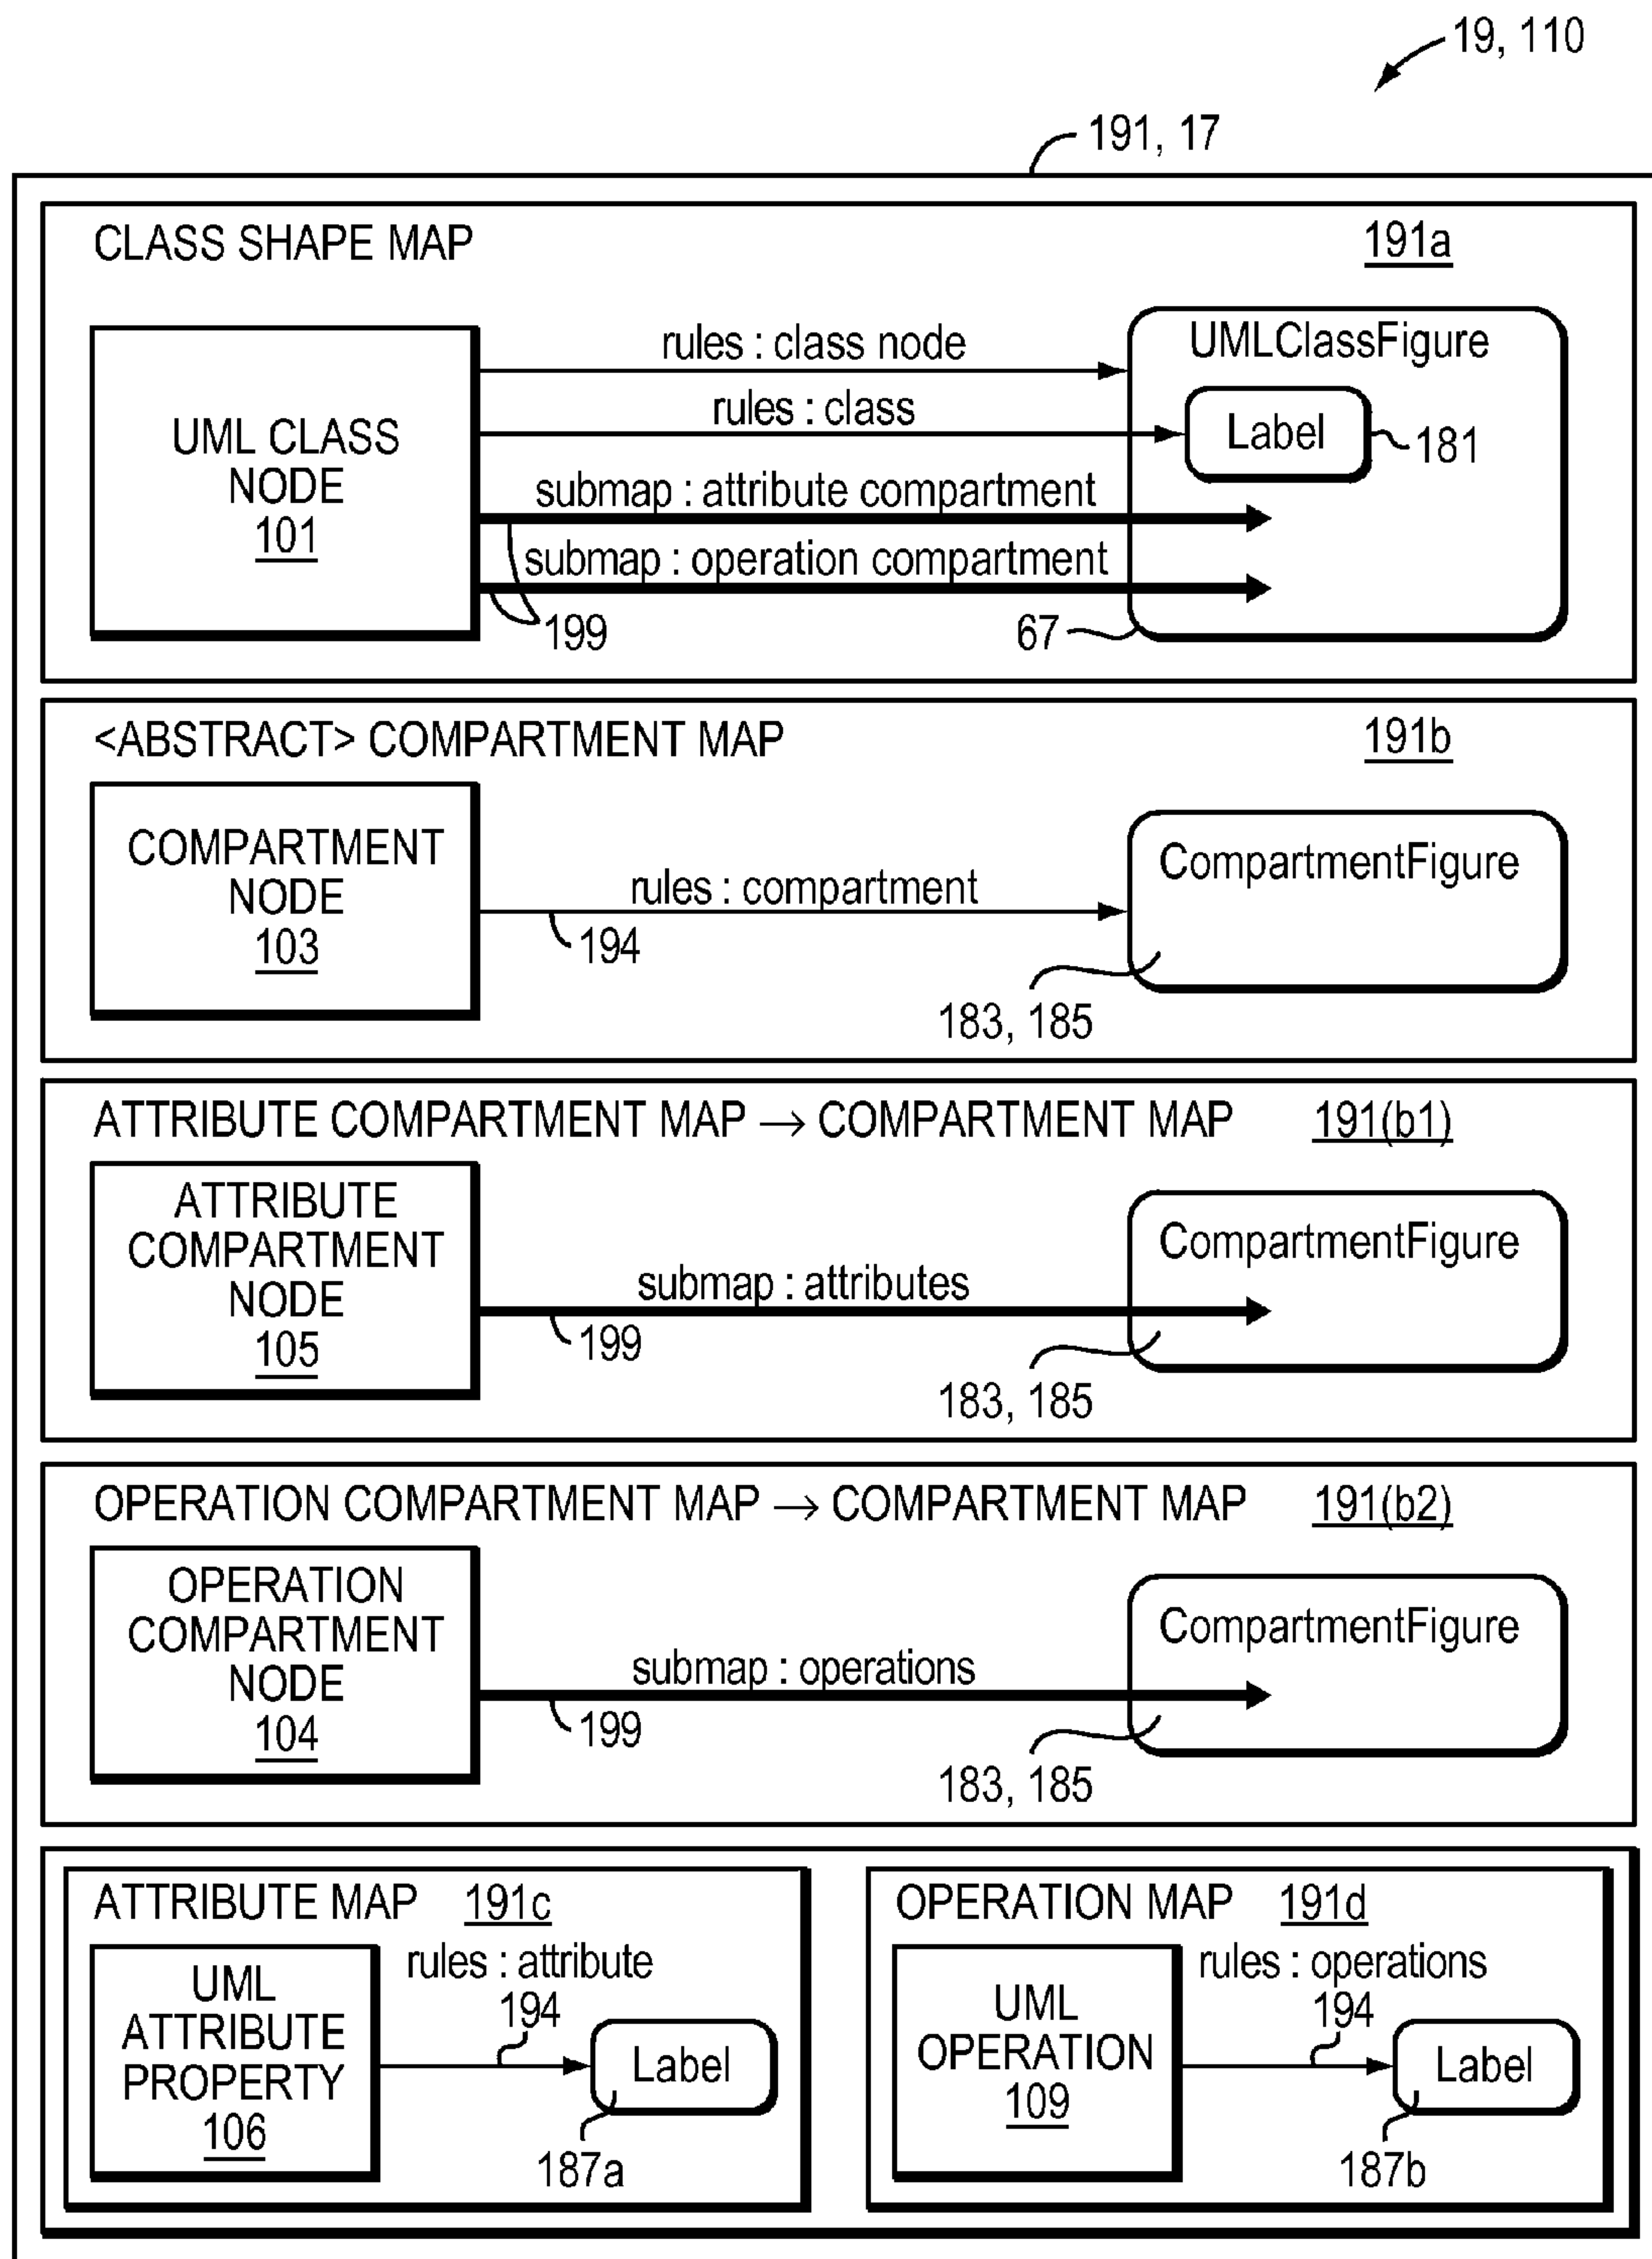 19, 110
191, 17
CLASS SHAPE MAP 191a
UML CLASS
NODE
101
rules : class node
rules : class
submap : attribute compartment
submap : operation compartment
199
UMLClassFigure
Label
181
67
<ABSTRACT> COMPARTMENT MAP 191b
COMPARTMENT
NODE
103
rules : compartment
194
CompartmentFigure
183, 185
ATTRIBUTE COMPARTMENT MAP → COMPARTMENT MAP 191(b1)
ATTRIBUTE
COMPARTMENT
NODE
105
submap : attributes
199
CompartmentFigure
183, 185
OPERATION COMPARTMENT MAP → COMPARTMENT MAP 191(b2)
OPERATION
COMPARTMENT
NODE
104
submap : operations
199
CompartmentFigure
183, 185
ATTRIBUTE MAP 191c
UML
ATTRIBUTE
PROPERTY
106
rules : attribute
194
Label
187a
OPERATION MAP 191d
UML
OPERATION
109
rules : operations
194
Label
187b